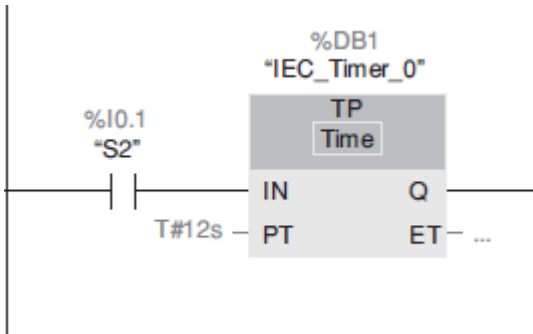 %DB1
“IEC_Timer_0”
TP
Time
%I0.1
“S2”
IN Q
T#12s PT ET ...